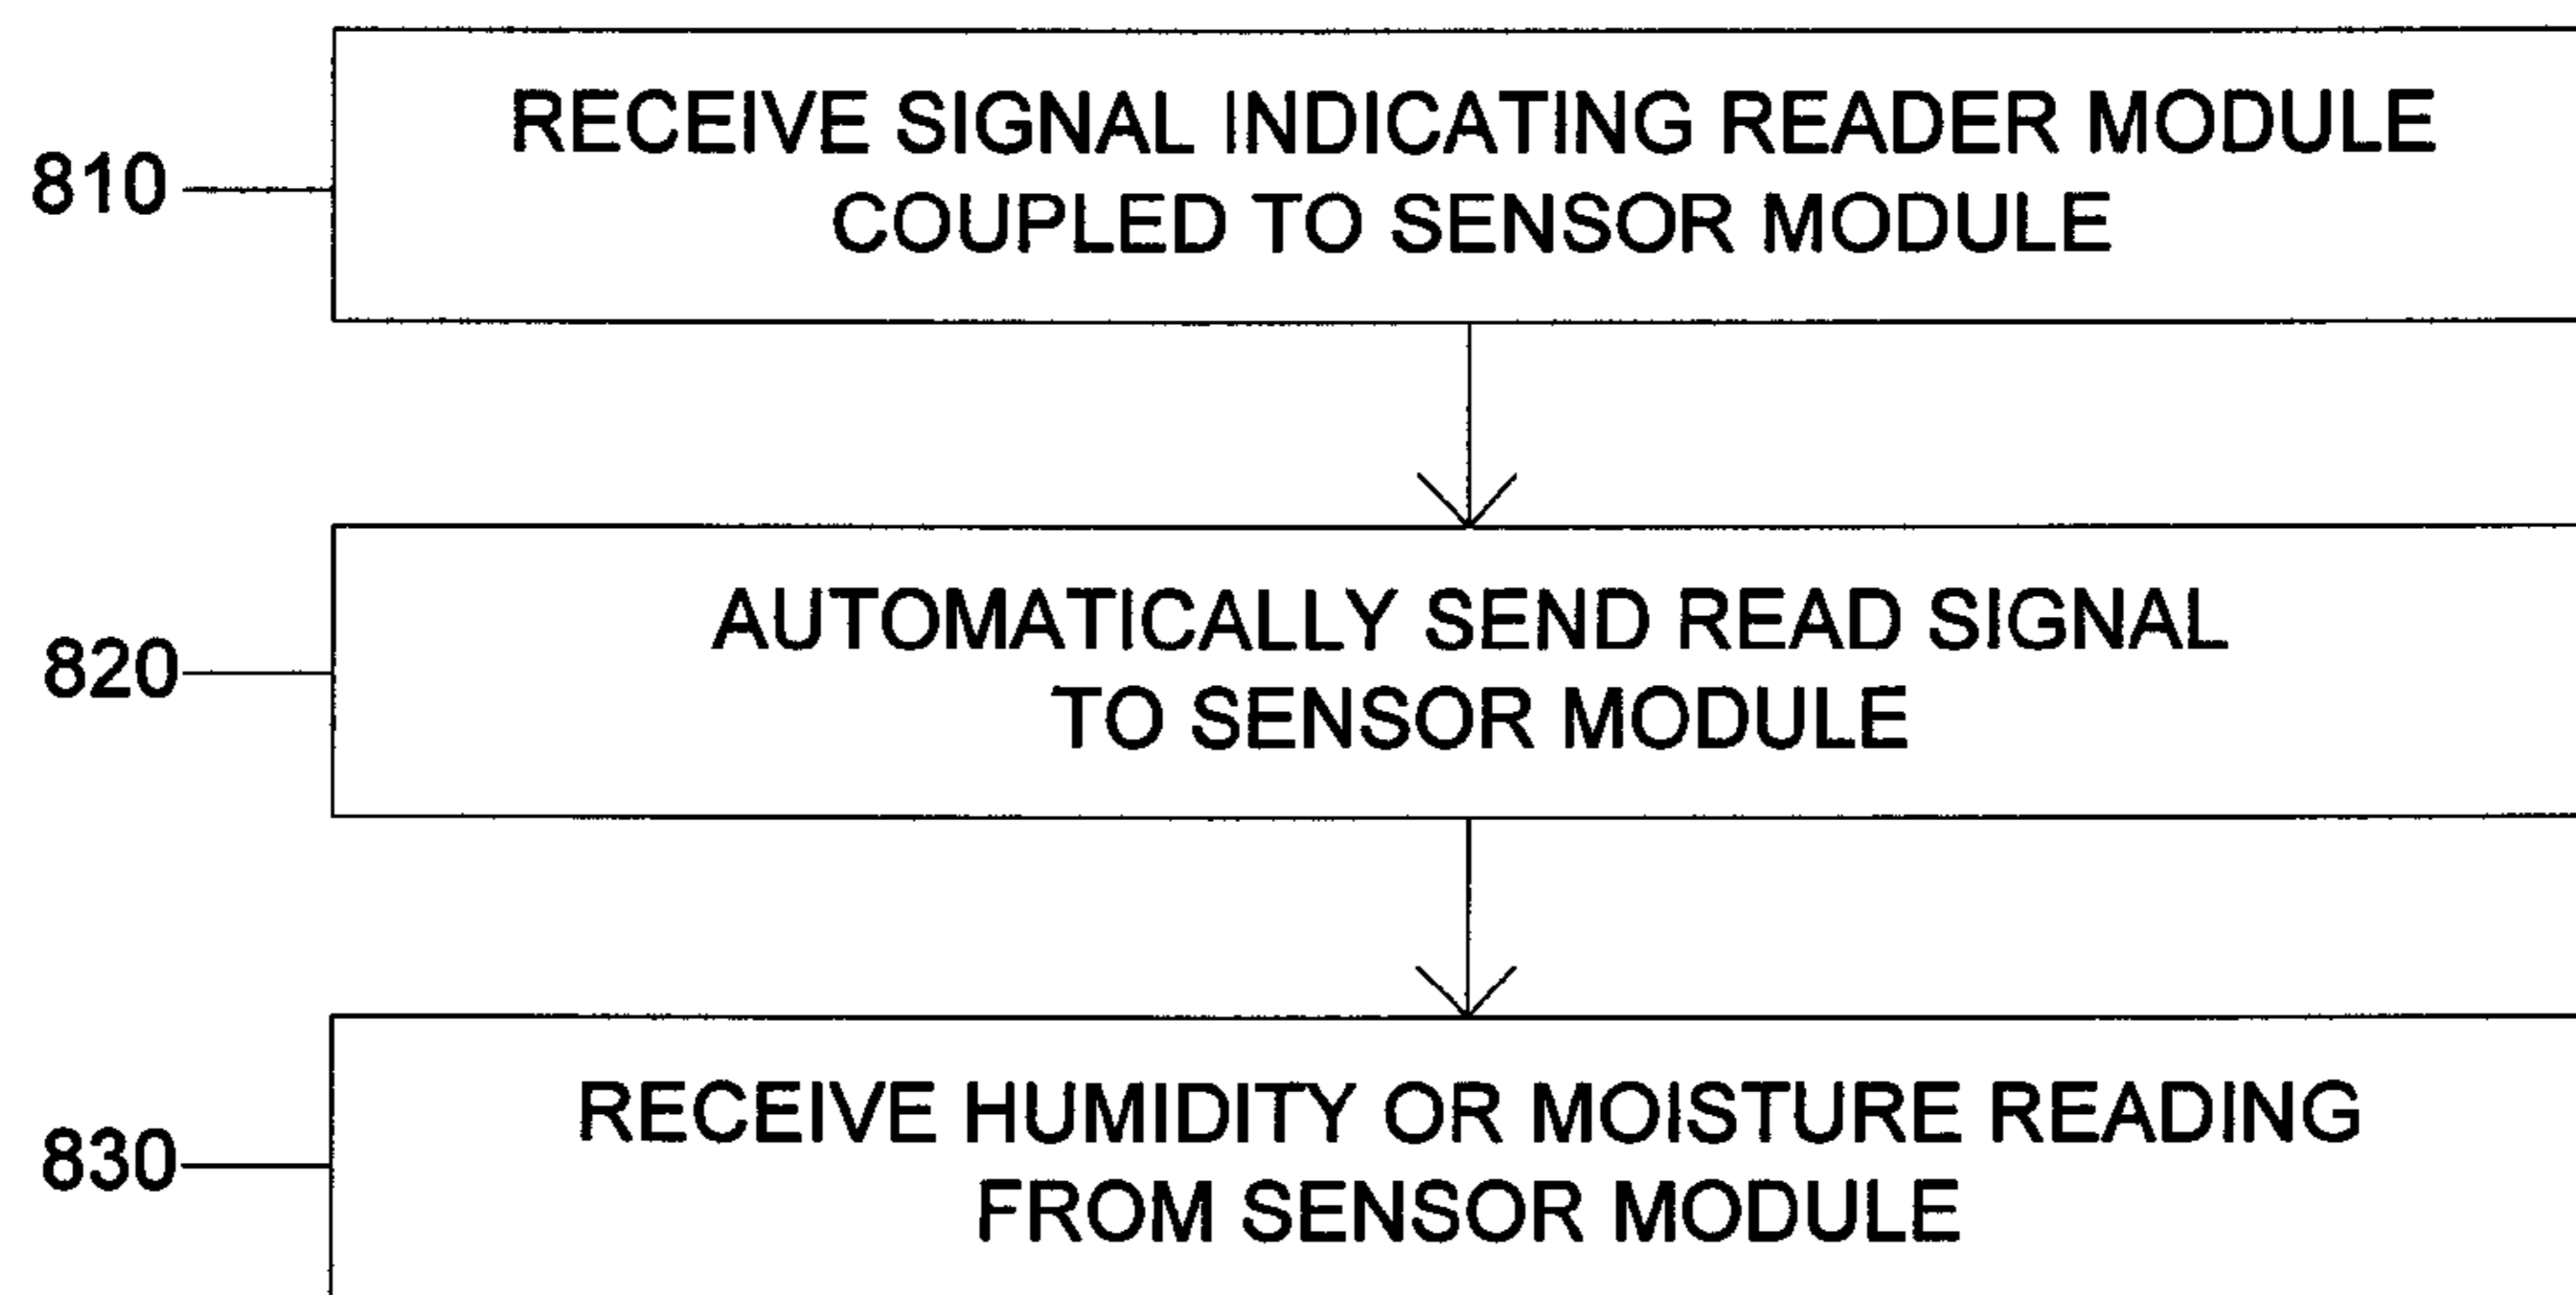 RECEIVE SIGNAL INDICATING READER MODULE
810
COUPLED TO SENSOR MODULE
AUTOMATICALLY SEND READ SIGNAL
820
TO SENSOR MODULE
RECEIVE HUMIDITY OR MOISTURE READING
830
FROM SENSOR MODULE